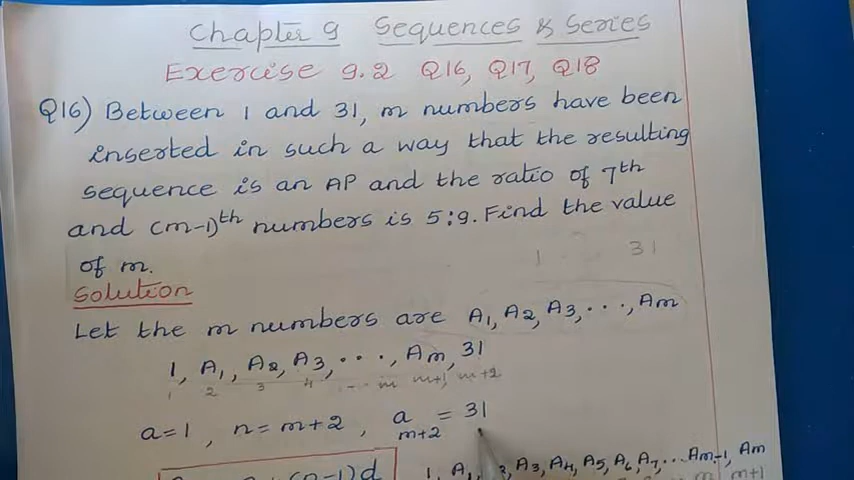 Chapter 9 Sequences & Series
Exercise 9.2 Q16, Q17, Q18
Q16) Between 1 and 31, m numbers have been
inserted in such a way that the resulting
sequence is an AP and the ratio of 7th
and (m-1)th numbers is 5:9. Find the value
of m.
1 31
Solution
Let the m numbers are A1, A2, A3, ..., Am
1, A1, A2, A3, ..., Am, 31
1 2 3 4 ... m m+1 m+2
a=1, n=m+2, a m+2 = 31
(n-1)d
1, A1, A3, A4, A5, A6, A7, ... Am-1, Am
m m+1